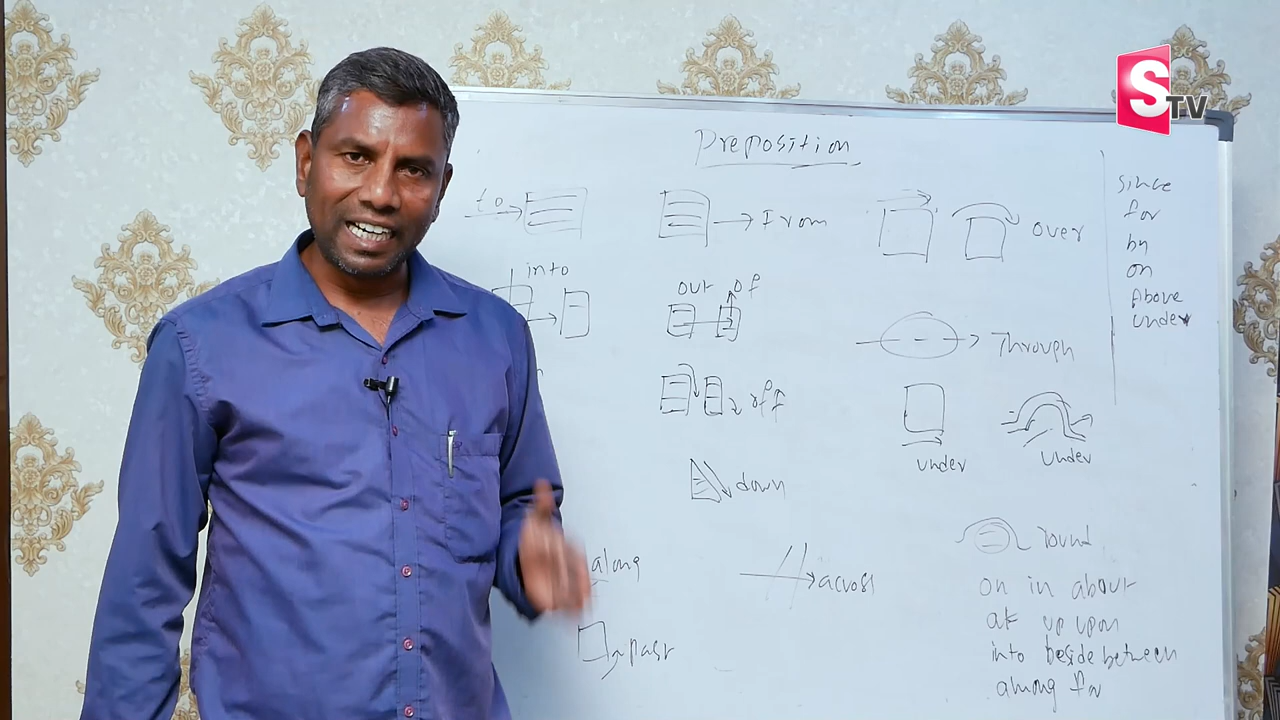 STV
Preposition
to
From
over
into
out of
Through
off
under
under
down
along
across
past
round
on in about
at up upon
into beside between
among for
since
for
by
on
Above
under